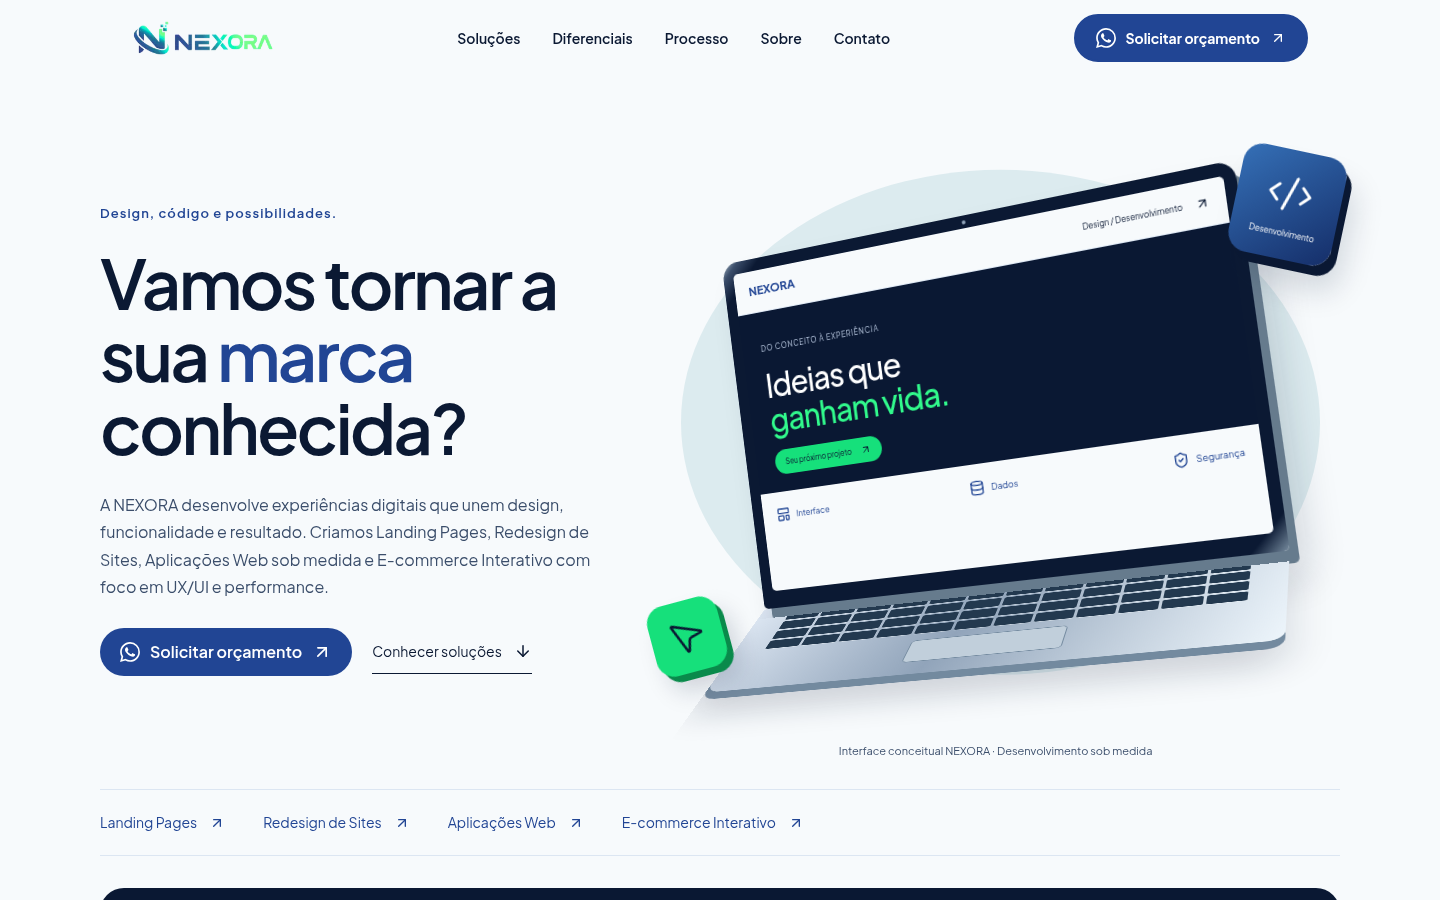 NEXORA
Soluções
Diferenciais
Processo
Sobre
Contato
Solicitar orçamento
Design, código e possibilidades.
Vamos tornar a
sua marca
conhecida?
A NEXORA desenvolve experiências digitais que unem design,
funcionalidade e resultado. Criamos Landing Pages, Redesign de
Sites, Aplicações Web sob medida e E-commerce Interativo com
foco em UX/UI e performance.
Solicitar orçamento
Conhecer soluções
NEXORA
Design / Desenvolvimento
DO CONCEITO À EXPERIÊNCIA
Ideias que
ganham vida.
Seu próximo projeto
Interface
Dados
Segurança
</>
Desenvolvimento
Interface conceitual NEXORA · Desenvolvimento sob medida
Landing Pages
Redesign de Sites
Aplicações Web
E-commerce Interativo